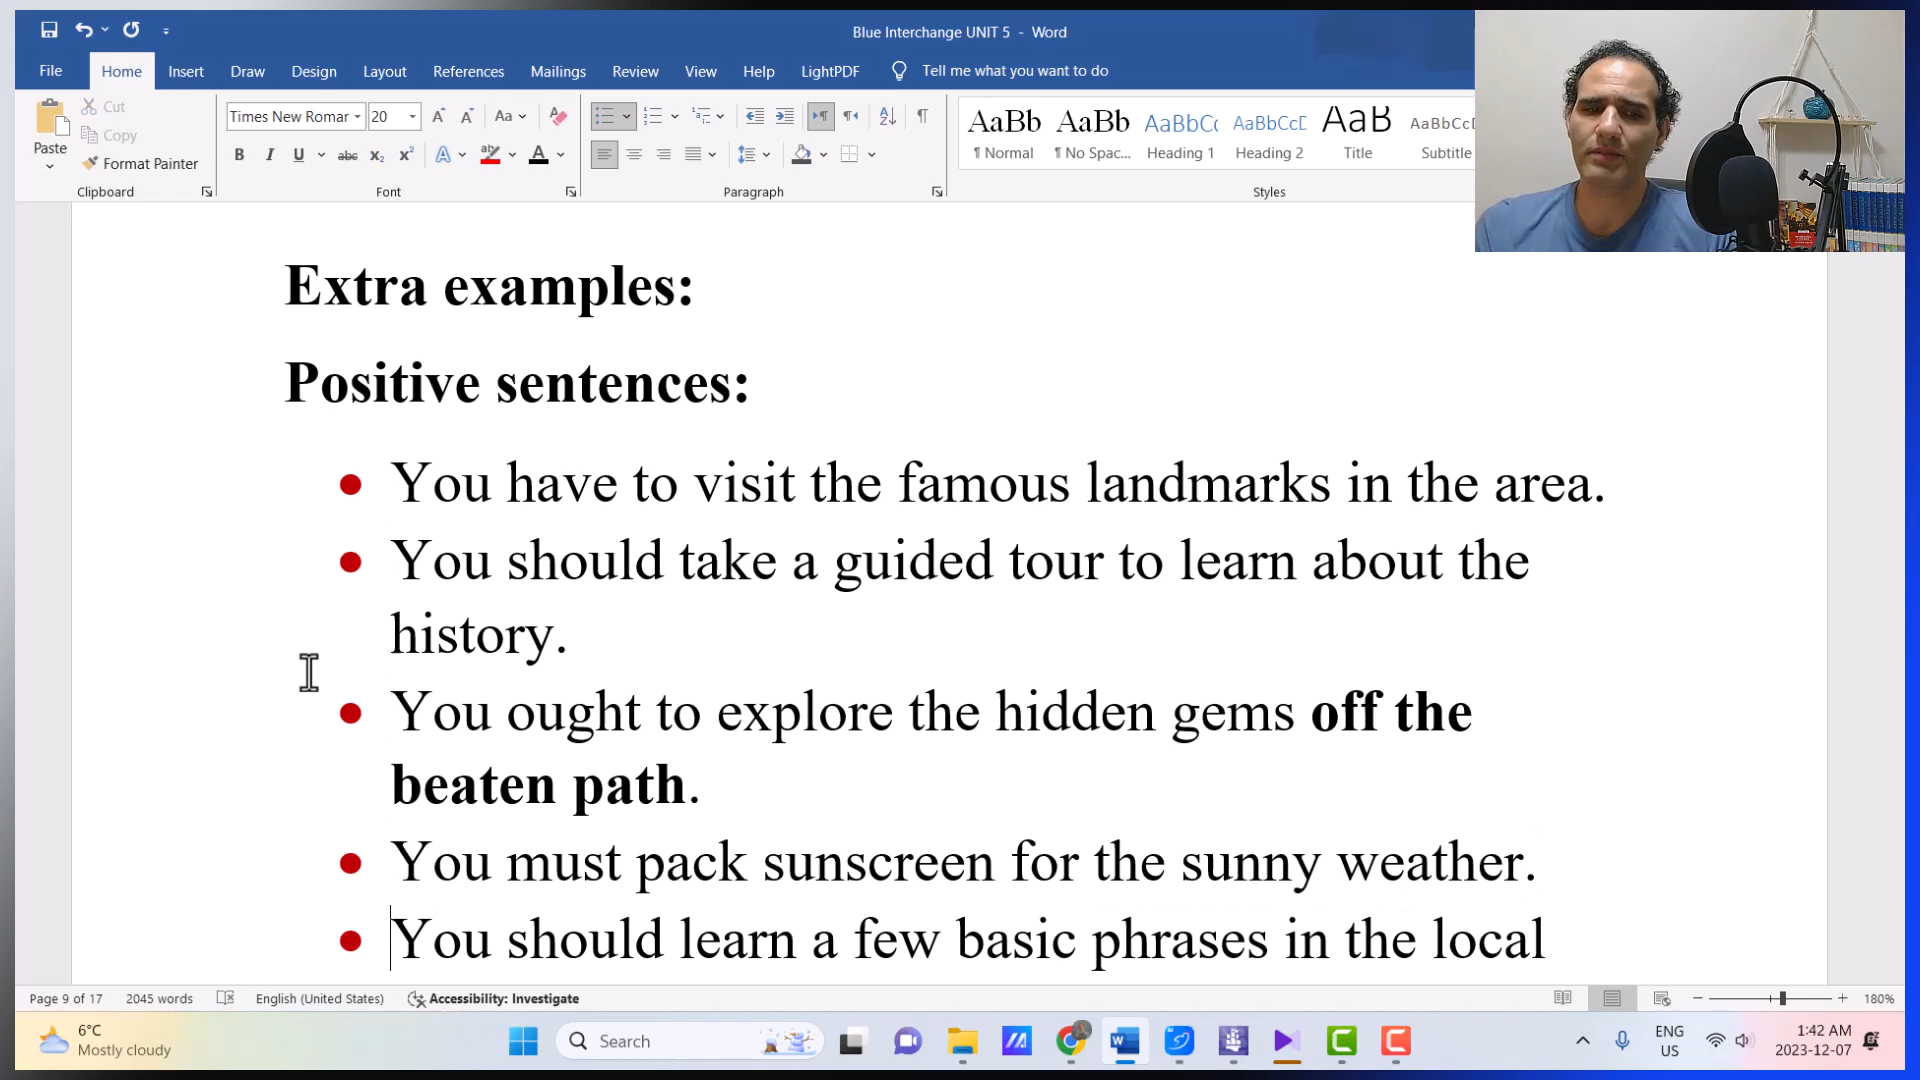 Blue Interchange UNIT 5 - Word
File Home Insert Draw Design Layout References Mailings Review View Help LightPDF Tell me what you want to do
Paste
Cut
Copy
Format Painter
Clipboard
Times New Romar 20
Font
Paragraph
AaBb AaBb AaBbCc AaBbCcD AaB AaBbCcD
¶ Normal ¶ No Spac... Heading 1 Heading 2 Title Subtitle
Styles
Extra examples:
Positive sentences:
• You have to visit the famous landmarks in the area.
• You should take a guided tour to learn about the
history.
• You ought to explore the hidden gems off the
beaten path.
• You must pack sunscreen for the sunny weather.
• You should learn a few basic phrases in the local
Page 9 of 17 2045 words English (United States) Accessibility: Investigate 180%
6°C
Mostly cloudy
Search
ENG
US
1:42 AM
2023-12-07